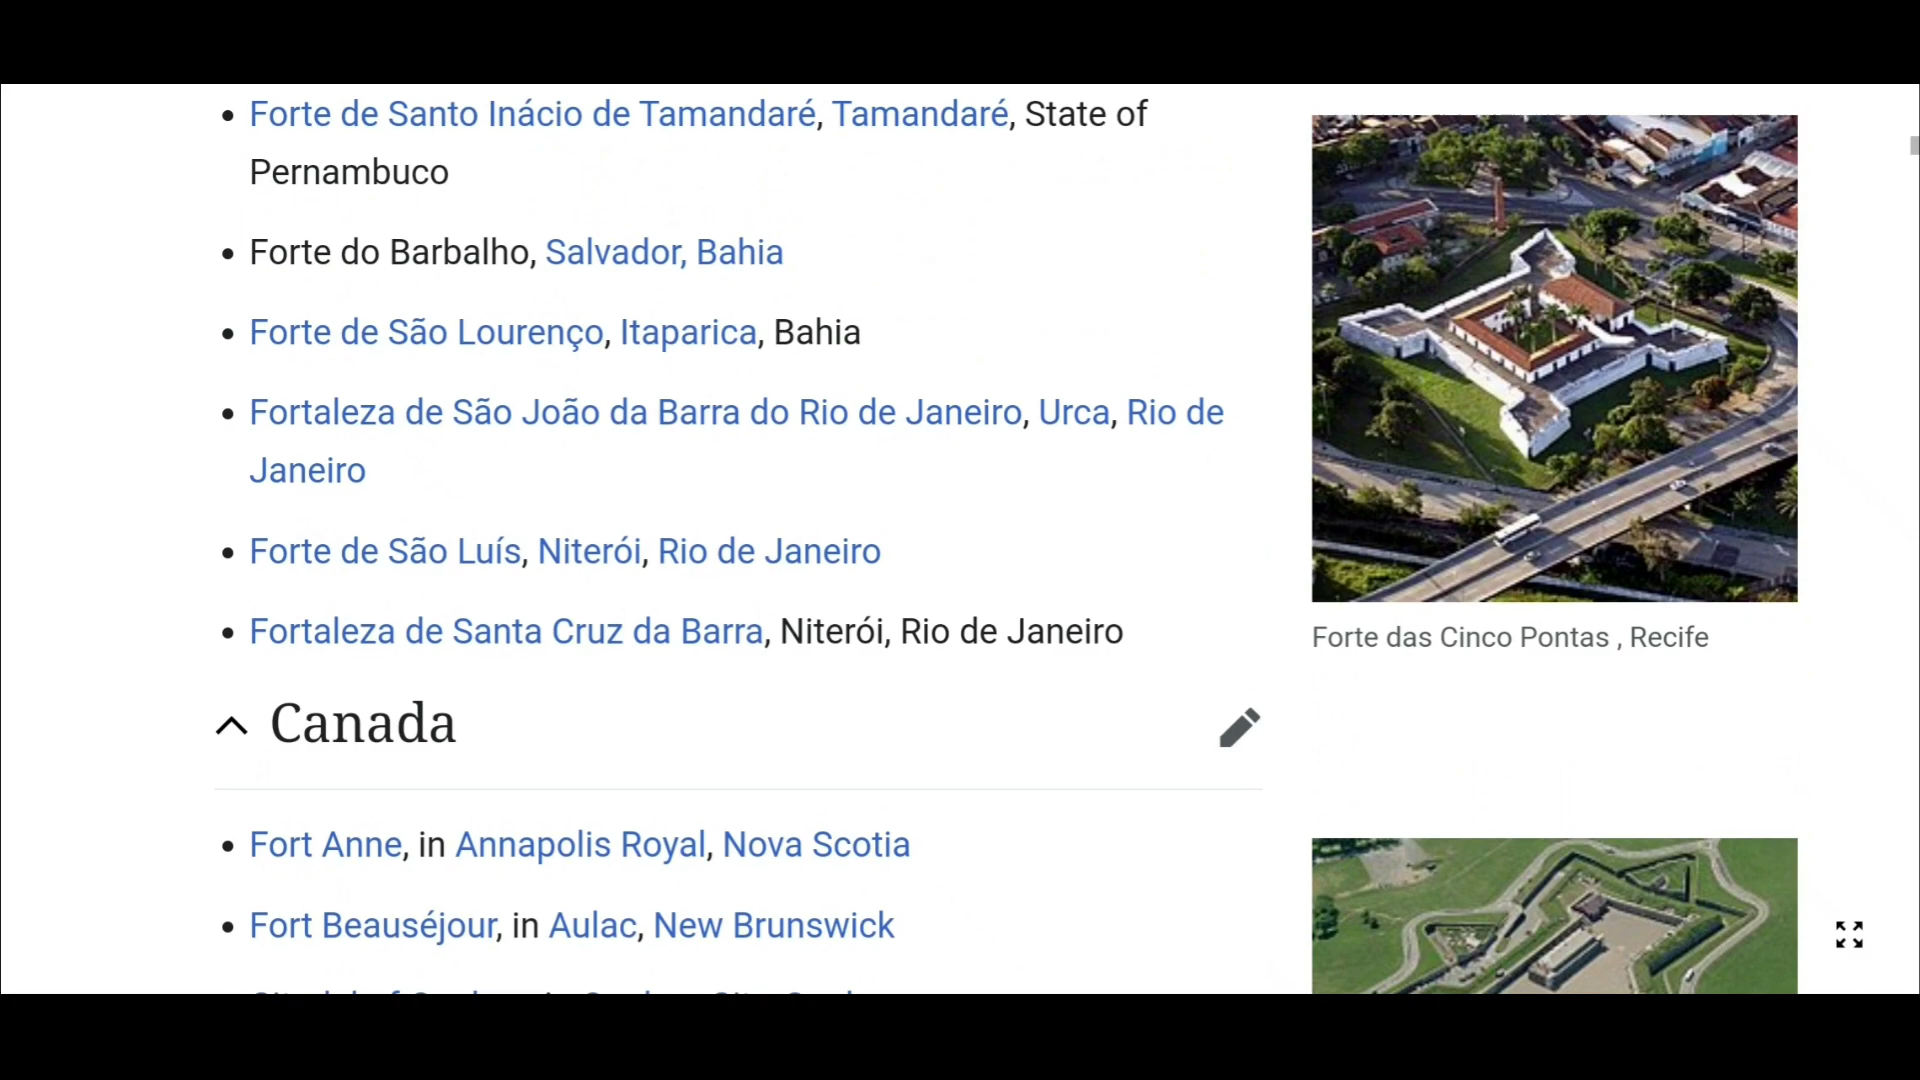 Forte de Santo Inácio de Tamandaré, Tamandaré, State of
Pernambuco
Forte do Barbalho, Salvador, Bahia
Forte de São Lourenço, Itaparica, Bahia
Fortaleza de São João da Barra do Rio de Janeiro, Urca, Rio de
Janeiro
Forte de São Luís, Niterói, Rio de Janeiro
Fortaleza de Santa Cruz da Barra, Niterói, Rio de Janeiro
Forte das Cinco Pontas , Recife
Canada
Fort Anne, in Annapolis Royal, Nova Scotia
Fort Beauséjour, in Aulac, New Brunswick